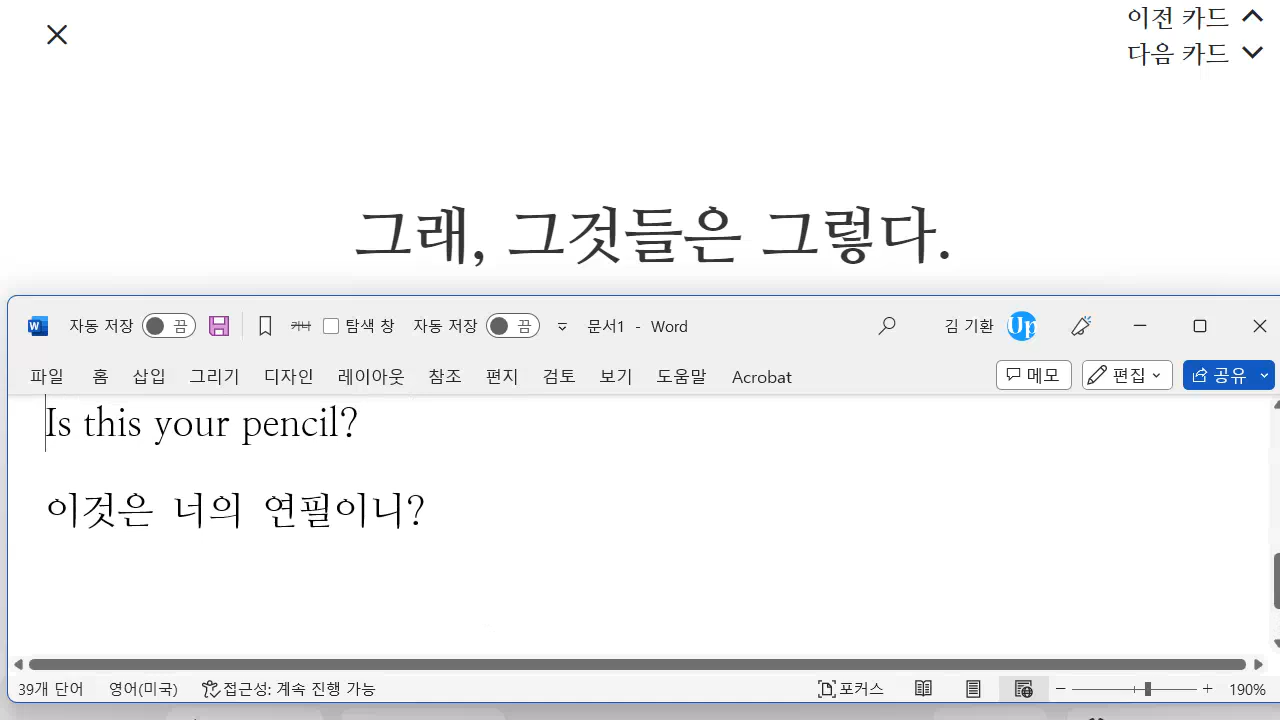 이전 카드
다음 카드
그래, 그것들은 그렇다.
자동 저장 끔 가나 탐색 창 자동 저장 끔 문서1 - Word 김 기환 Up
파일 홈 삽입 그리기 디자인 레이아웃 참조 편지 검토 보기 도움말 Acrobat 메모 편집 공유
Is this your pencil?
이것은 너의 연필이니?
39개 단어 영어(미국) 접근성: 계속 진행 가능 포커스 190%